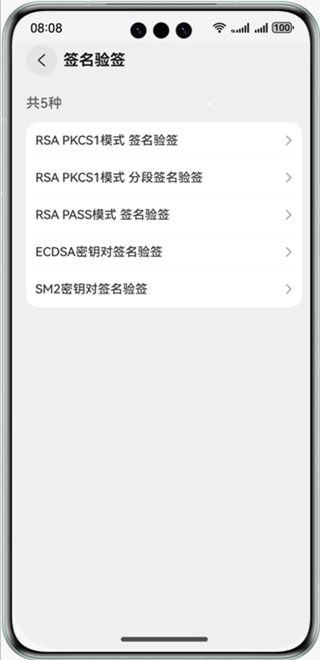 08:08
100
签名验签
共5种
RSA PKCS1模式 签名验签
RSA PKCS1模式 分段签名验签
RSA PASS模式 签名验签
ECDSA密钥对签名验签
SM2密钥对签名验签